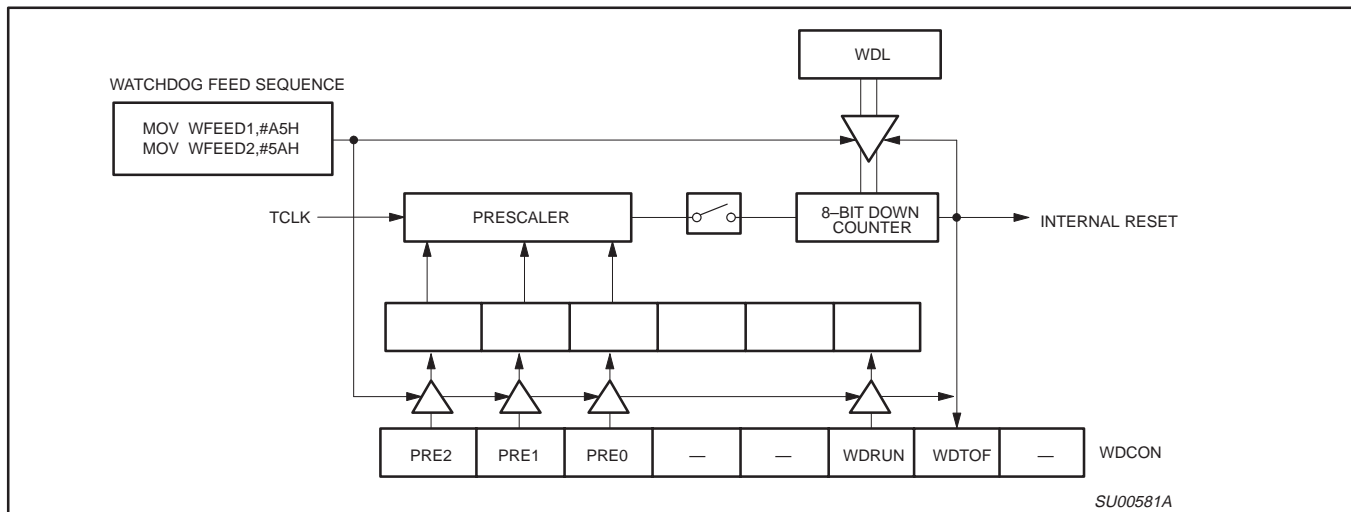 WDL
WATCHDOG FEED SEQUENCE
MOV WFEED1,#A5H
MOV WFEED2,#5AH
TCLK
PRESCALER
8–BIT DOWN
COUNTER
INTERNAL RESET
PRE2 PRE1 PRE0 — — WDRUN WDTOF — WDCON
SU00581A